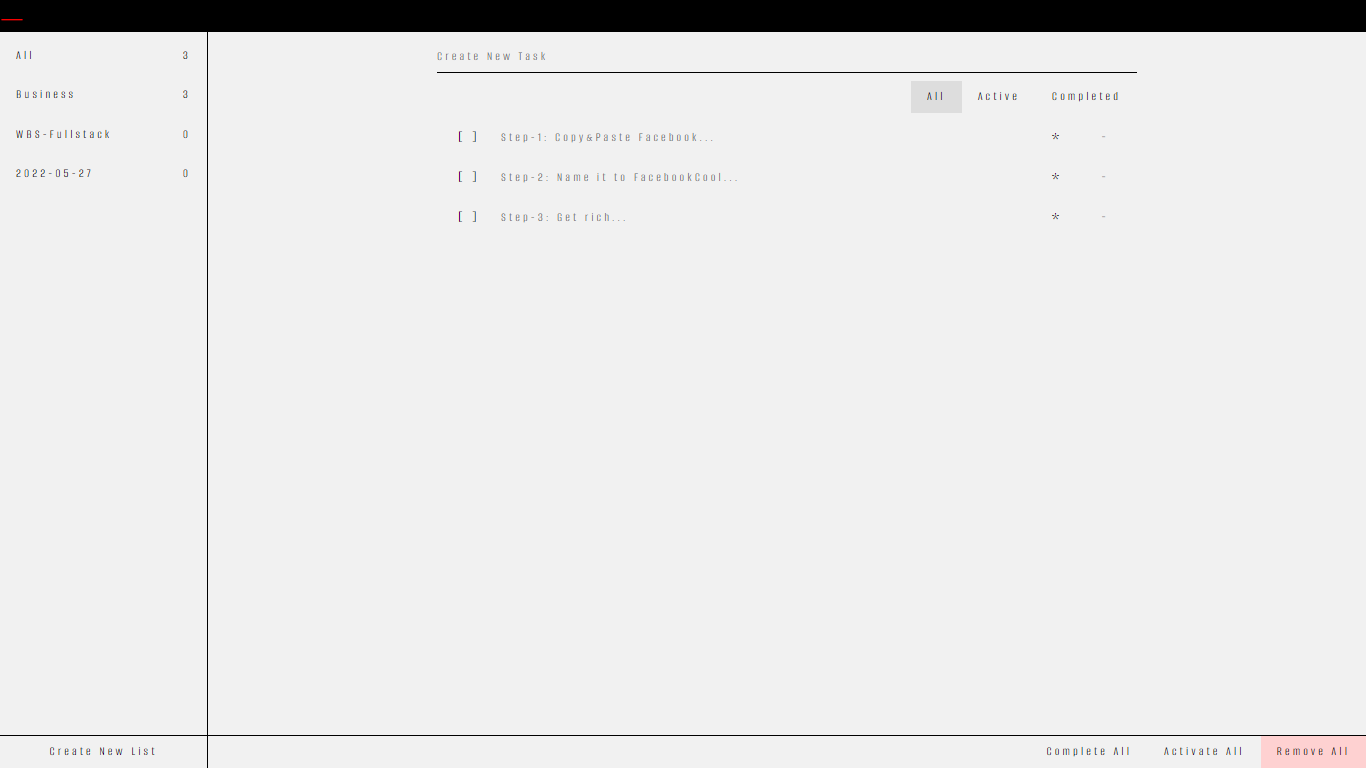 All 3
Business 3
WBS-Fullstack 0
2022-05-27 0
Create New List
Create New Task
All Active Completed
[ ] Step-1: Copy&Paste Facebook... * -
[ ] Step-2: Name it to FacebookCool... * -
[ ] Step-3: Get rich... * -
Complete All Activate All Remove All